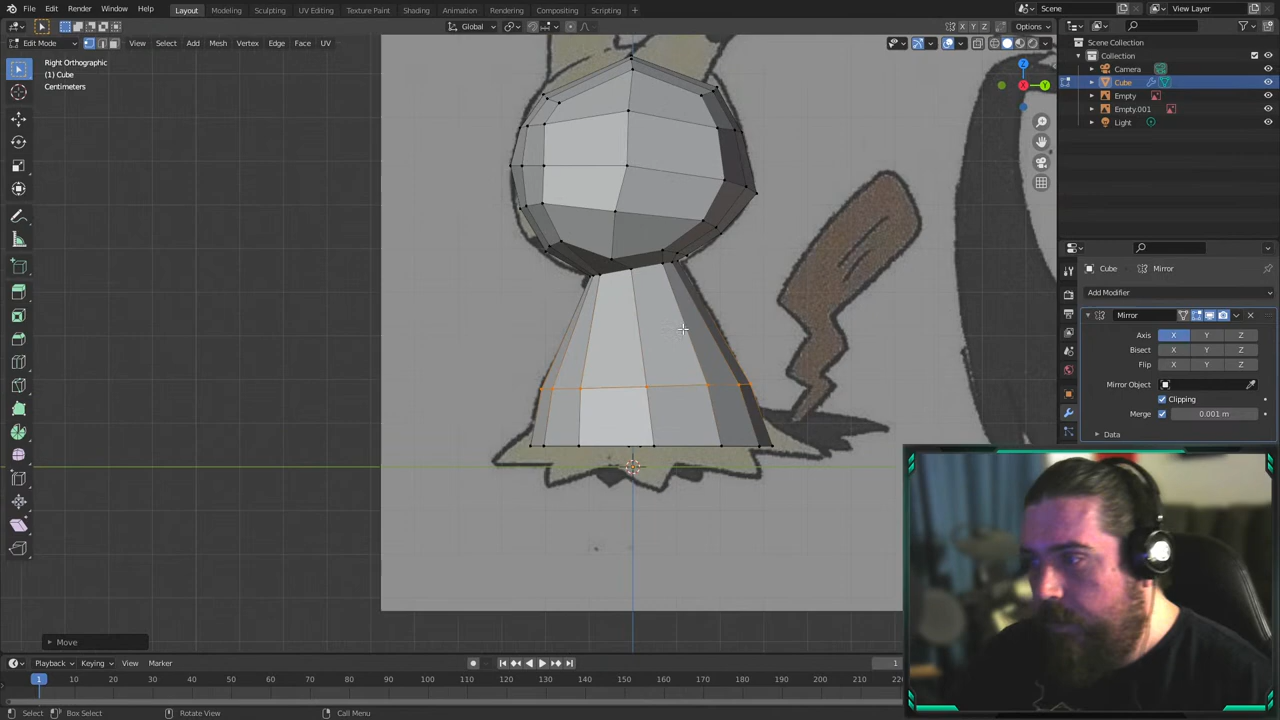 File Edit Render Window Help Layout Modeling Sculpting UV Editing Texture Paint Shading Animation Rendering Compositing Scripting + Scene View Layer
Global X Y Z Options
Edit Mode View Select Add Mesh Vertex Edge Face UV
Right Orthographic
(1) Cube
Centimeters
Z
Y
X
Scene Collection
Collection
Camera
Cube
Empty
Empty.001
Light
Cube Mirror
Add Modifier
Mirror
Axis X Y Z
Bisect X Y Z
Flip X Y Z
Mirror Object
Clipping
Merge 0.001 m
Data
Move
Playback Keying View Marker 1
1 10 20 30 40 50 60 70 80 90 100 110 120 130 140 150 160 170 180 190 200 210
Select Box Select Rotate View Call Menu